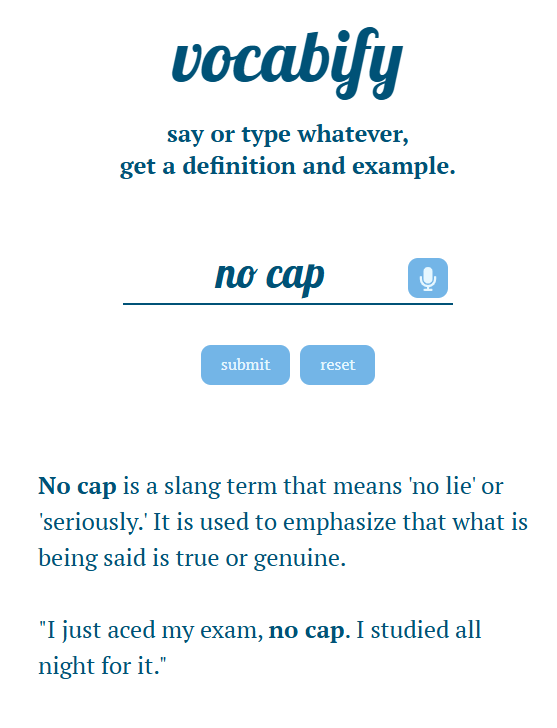 vocabify
say or type whatever,
get a definition and example.
no cap
submit reset
No cap is a slang term that means 'no lie' or
'seriously.' It is used to emphasize that what is
being said is true or genuine.
"I just aced my exam, no cap. I studied all
night for it."